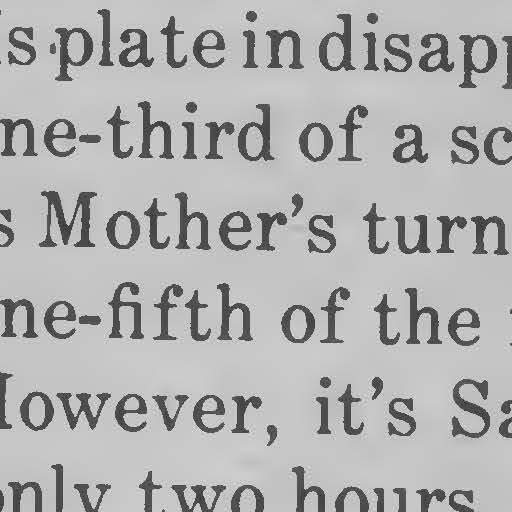 is plate in disapp
ne-third of a sc
s Mother's turn
ne-fifth of the
However, it's Sa
only two hours